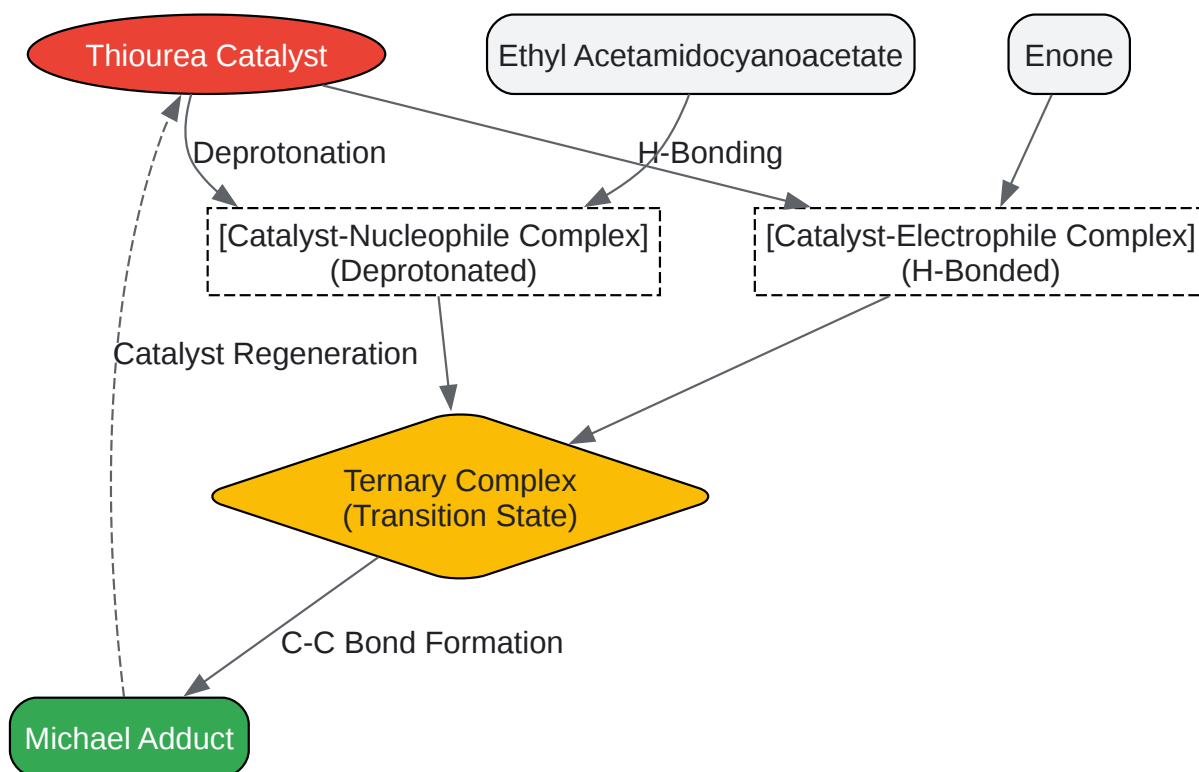 Thiourea Catalyst
Ethyl Acetamidocyanoacetate
Enone
Deprotonation
H-Bonding
[Catalyst-Nucleophile Complex]
(Deprotonated)
[Catalyst-Electrophile Complex]
(H-Bonded)
Catalyst Regeneration
Ternary Complex
(Transition State)
C-C Bond Formation
Michael Adduct